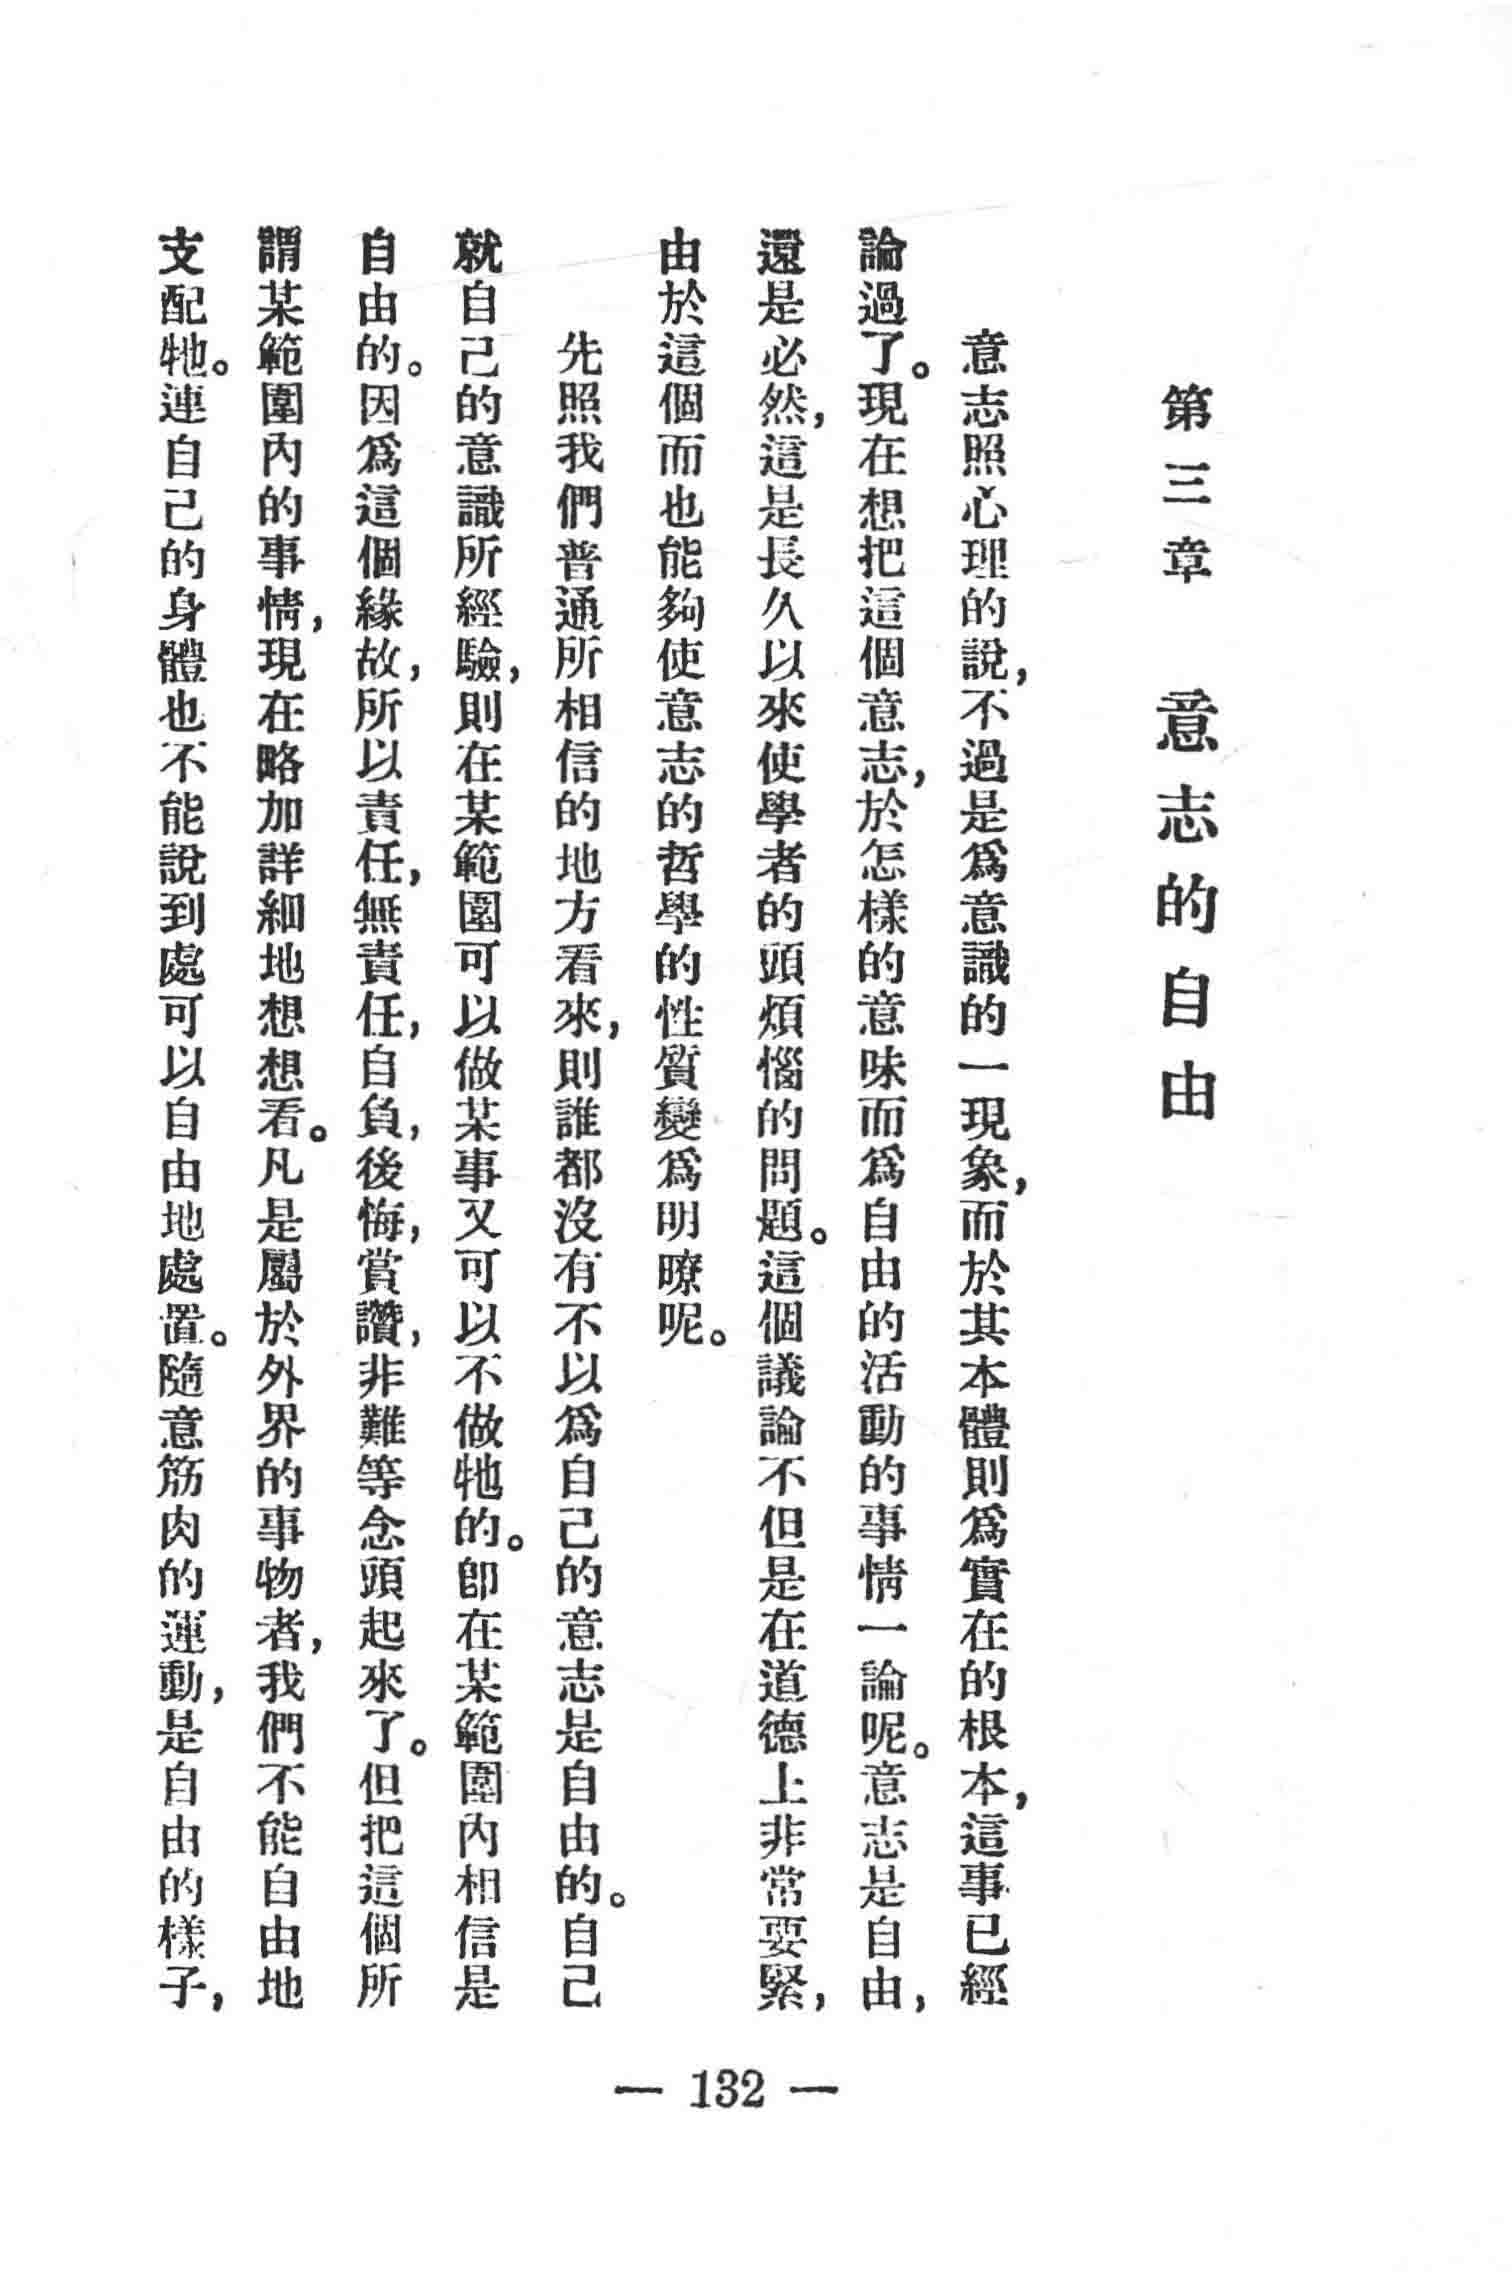 第三章　意志的自由
意志照心理的說，不過是爲意識的一現象，而於其本體則爲實在的根本，這事已經
論過了。現在想把這個意志，於怎樣的意味而爲自由的活動的事情一論呢。意志是自由，
還是必然，這是長久以來使學者的頭煩惱的問題。這個議論不但是在道德上非常要緊，
由於這個而也能夠使意志的哲學的性質變爲明暸呢。
先照我們普通所相信的地方看來，則誰都沒有不以爲自己的意志是自由的。自己
就自己的意識所經驗，則在某範圍可以做某事又可以不做牠的。卽在某範圍內相信是
自由的。因爲這個緣故，所以責任，無責任，自負，後悔，賞讚，非難等念頭起來了。但把這個所
謂某範圍內的事情，現在略加詳細地想想看。凡是屬於外界的事物者，我們不能自由地
支配牠。連自己的身體也不能說到處可以自由地處置。隨意筋肉的運動，是自由的樣子，
— 132 —